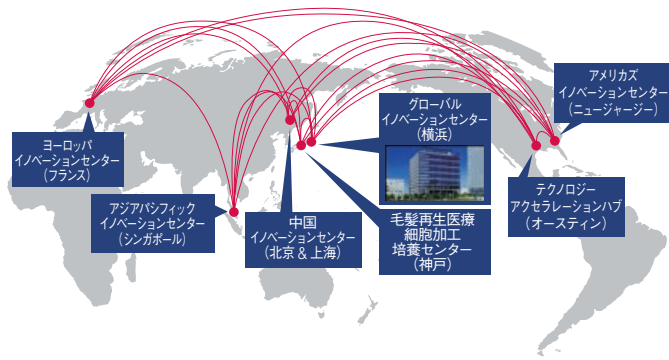 ヨーロッパ
イノベーションセンター
(フランス)
アジアパシフィック
イノベーションセンター
(シンガポール)
中国
イノベーションセンター
(北京 & 上海)
グローバル
イノベーションセンター
(横浜)
毛髪再生医療
細胞加工
培養センター
(神戸)
アメリカズ
イノベーションセンター
(ニュージャージー)
テクノロジー
アクセラレーションハブ
(オースティン)